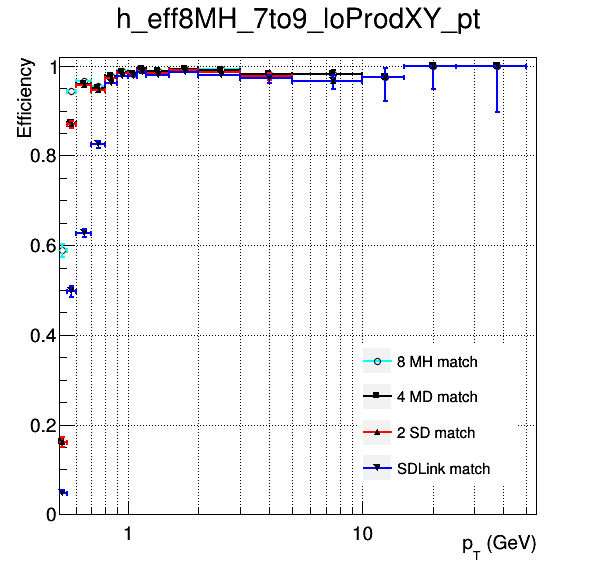 h_eff8MH_7to9_loProdXY_pt
Efficiency
1
0.8
0.6
0.4
0.2
0
8 MH match
4 MD match
2 SD match
SDLink match
1
10
p_T (GeV)